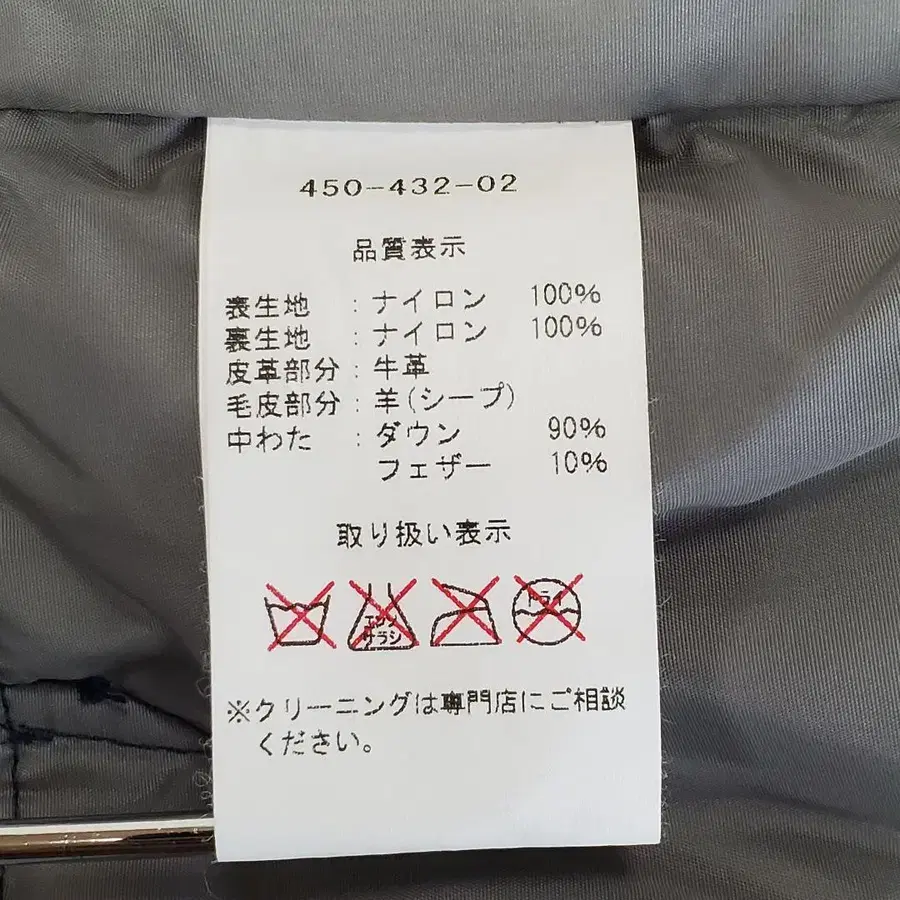 450-432-02
品質表示
表生地 : ナイロン 100%
裏生地 : ナイロン 100%
皮革部分 : 牛革
毛皮部分 : 羊(シープ)
中わた : ダウン 90%
フェザー 10%
取り扱い表示
エンソ
サラシ
ドライ
※クリーニングは専門店にご相談
ください。